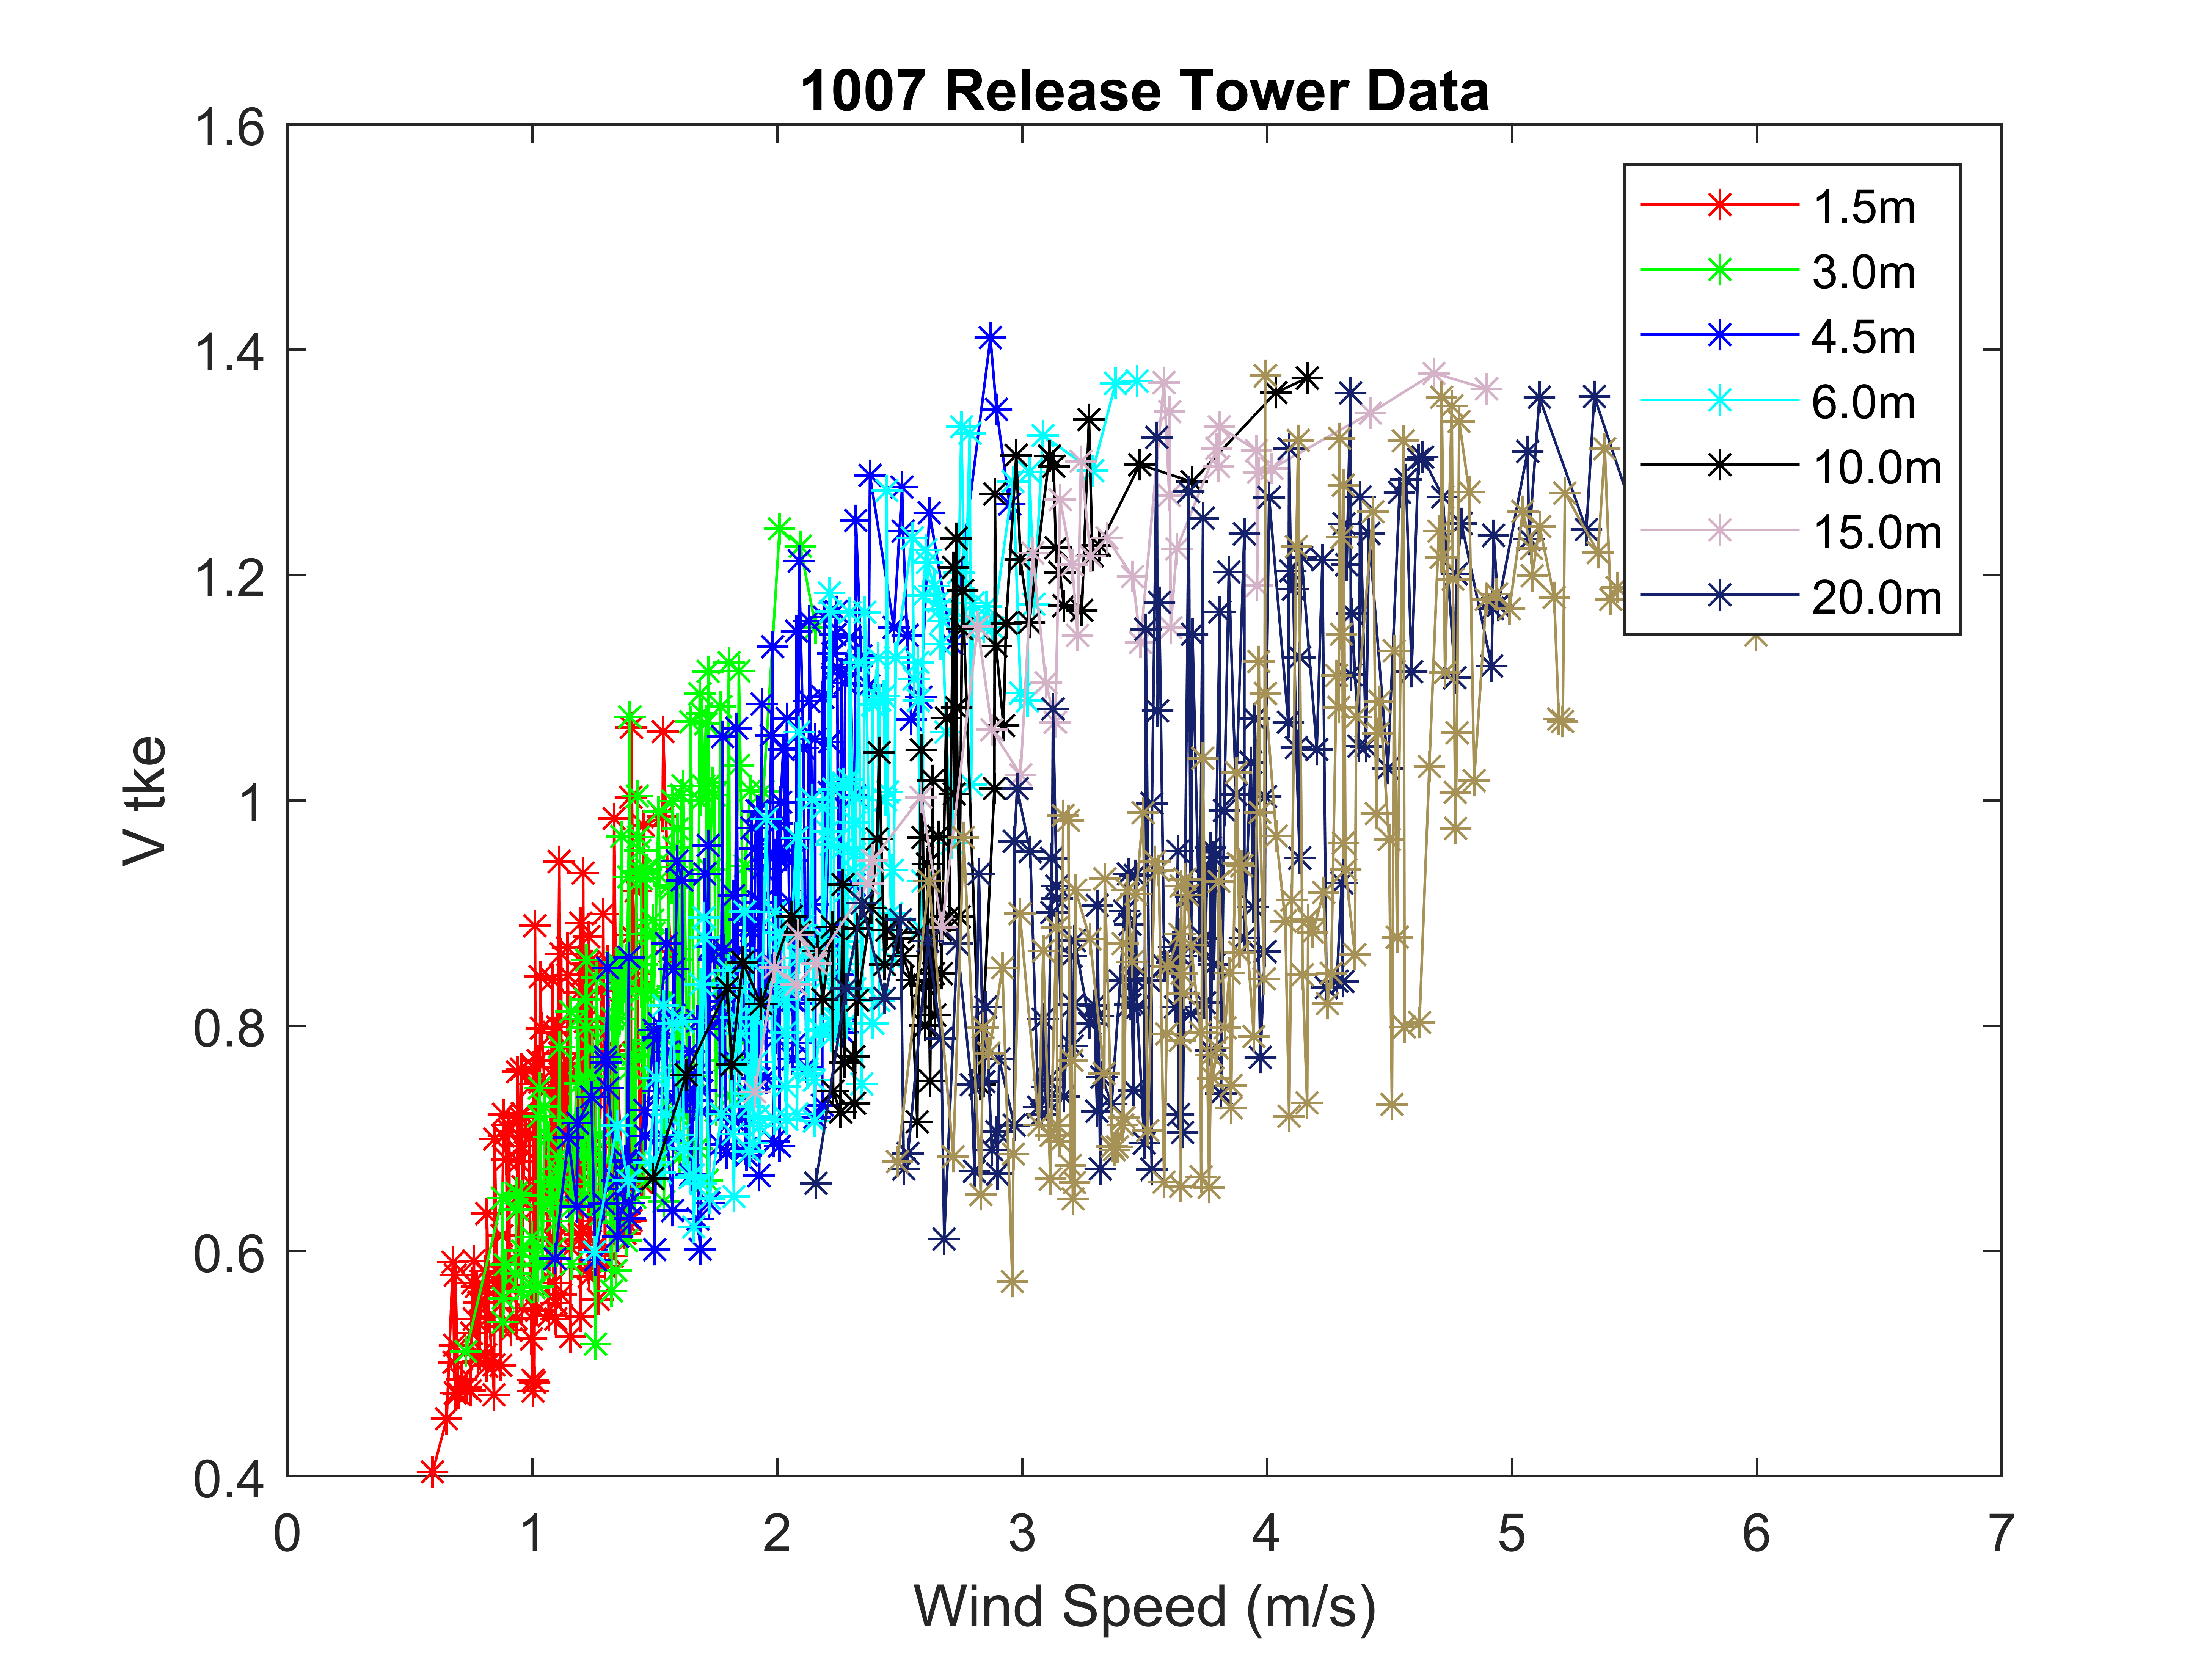 1007 Release Tower Data
1.6
1.4
1.2
1
0.8
0.6
0.4
V tke
1.5m
3.0m
4.5m
6.0m
10.0m
15.0m
20.0m
0 1 2 3 4 5 6 7
Wind Speed (m/s)